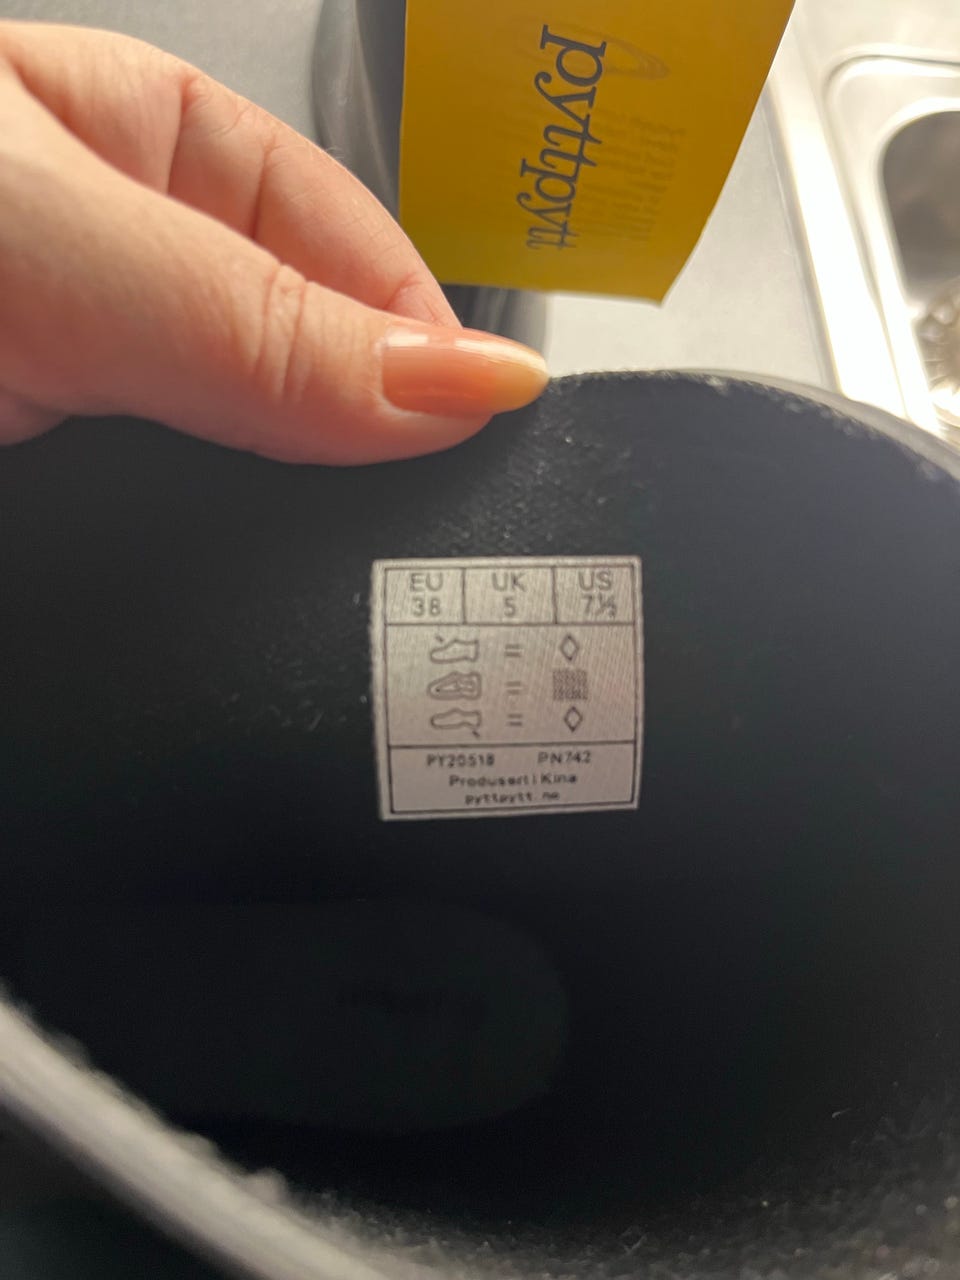 pyttpytt
EU UK US
38 5 7½
= 
=
=
PY20518 PN742
Produsert i Kina
pyttpytt.no